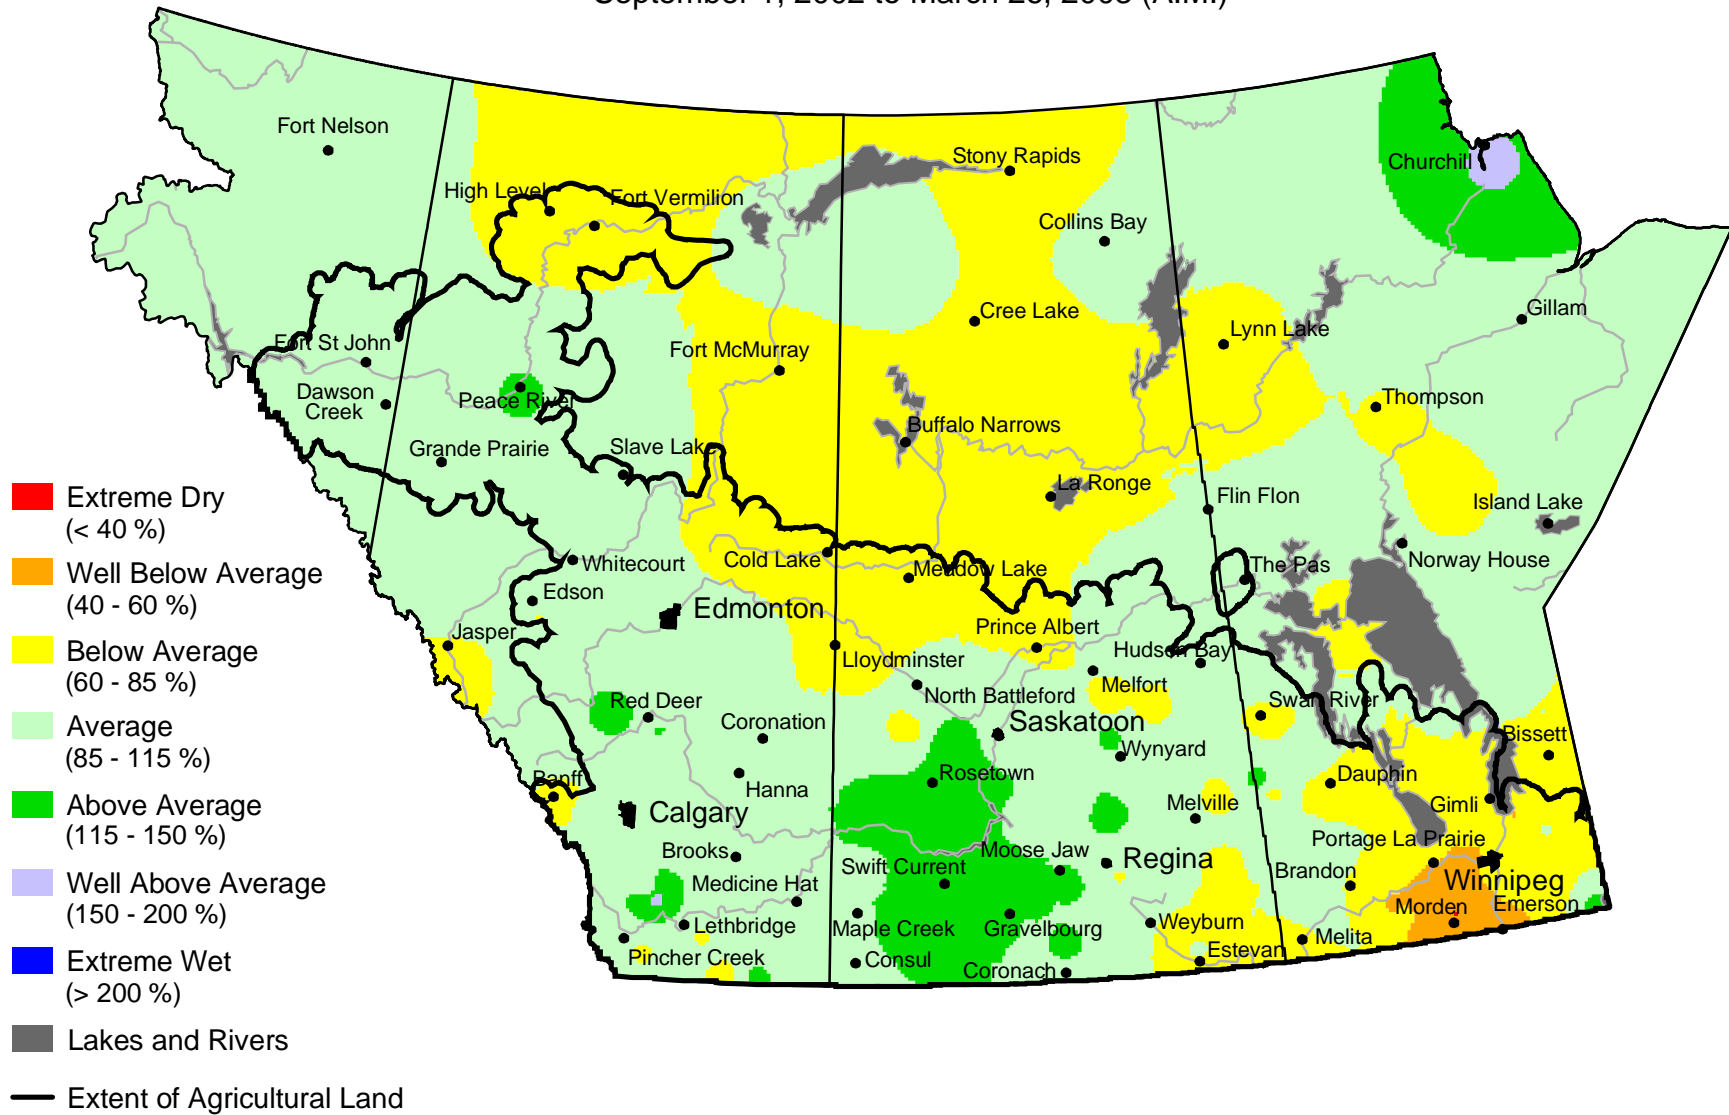 September 1, 2002 to March 23, 2003 (A.M.)
Fort Nelson
Stony Rapids
Churchill
High Level
Fort Vermilion
Collins Bay
Cree Lake
Gillam
Lynn Lake
Fort St John
Fort McMurray
Dawson
Creek
Peace River
Thompson
Buffalo Narrows
Grande Prairie
Slave Lake
La Ronge
Flin Flon
Island Lake
Extreme Dry
(< 40 %)
Well Below Average
(40 - 60 %)
Below Average
(60 - 85 %)
Average
(85 - 115 %)
Above Average
(115 - 150 %)
Well Above Average
(150 - 200 %)
Extreme Wet
(> 200 %)
Lakes and Rivers
Extent of Agricultural Land
Whitecourt
Cold Lake
Meadow Lake
The Pas
Norway House
Edson
Edmonton
Jasper
Prince Albert
Lloydminster
Hudson Bay
Melfort
North Battleford
Red Deer
Coronation
Saskatoon
Swan River
Wynyard
Bissett
Banff
Hanna
Rosetown
Dauphin
Calgary
Melville
Gimli
Brooks
Moose Jaw
Portage La Prairie
Swift Current
Regina
Brandon
Winnipeg
Medicine Hat
Morden
Emerson
Lethbridge
Maple Creek
Gravelbourg
Weyburn
Melita
Pincher Creek
Consul
Coronach
Estevan